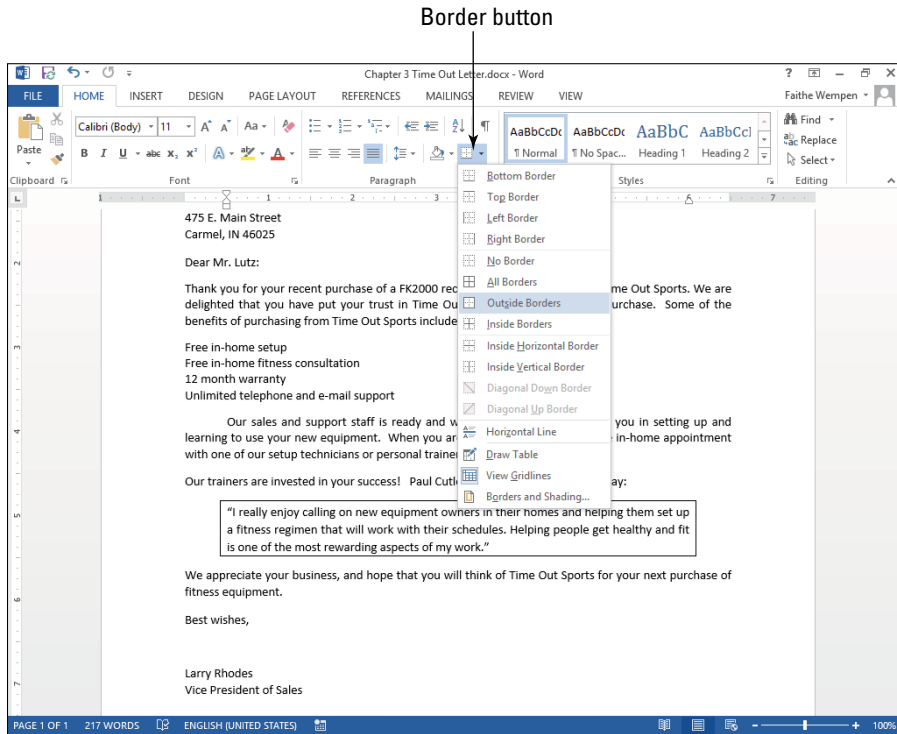 Border button
Chapter 3 Time Out Letter.docx - Word
FILE HOME INSERT DESIGN PAGE LAYOUT REFERENCES MAILINGS REVIEW VIEW Faithe Wempen
Calibri (Body) 11 Aa Find
Paste B I U abc X₂ X² A aby A AaBbCcDc AaBbCcDc AaBbC AaBbCcI Replace
¶ Normal ¶ No Spac... Heading 1 Heading 2 Select
Clipboard Font Paragraph Styles Editing
1 1 2 3 6 7
Bottom Border
Top Border
Left Border
Right Border
No Border
All Borders
Outside Borders
Inside Borders
Inside Horizontal Border
Inside Vertical Border
Diagonal Down Border
Diagonal Up Border
Horizontal Line
Draw Table
View Gridlines
Borders and Shading...
475 E. Main Street
Carmel, IN 46025
Dear Mr. Lutz:
Thank you for your recent purchase of a FK2000 me Out Sports. We are
delighted that you have put your trust in Time urchase. Some of the
benefits of purchasing from Time Out Sports include
Free in-home setup
Free in-home fitness consultation
12 month warranty
Unlimited telephone and e-mail support
Our sales and support staff is ready and you in setting up and
learning to use your new equipment. When you in-home appointment
with one of our setup technicians or personal
Our trainers are invested in your success! Paul ay:
“I really enjoy calling on new equipment owners in their homes and helping them set up
a fitness regimen that will work with their schedules. Helping people get healthy and fit
is one of the most rewarding aspects of my work.”
We appreciate your business, and hope that you will think of Time Out Sports for your next purchase of
fitness equipment.
Best wishes,
Larry Rhodes
Vice President of Sales
PAGE 1 OF 1 217 WORDS ENGLISH (UNITED STATES) 100%